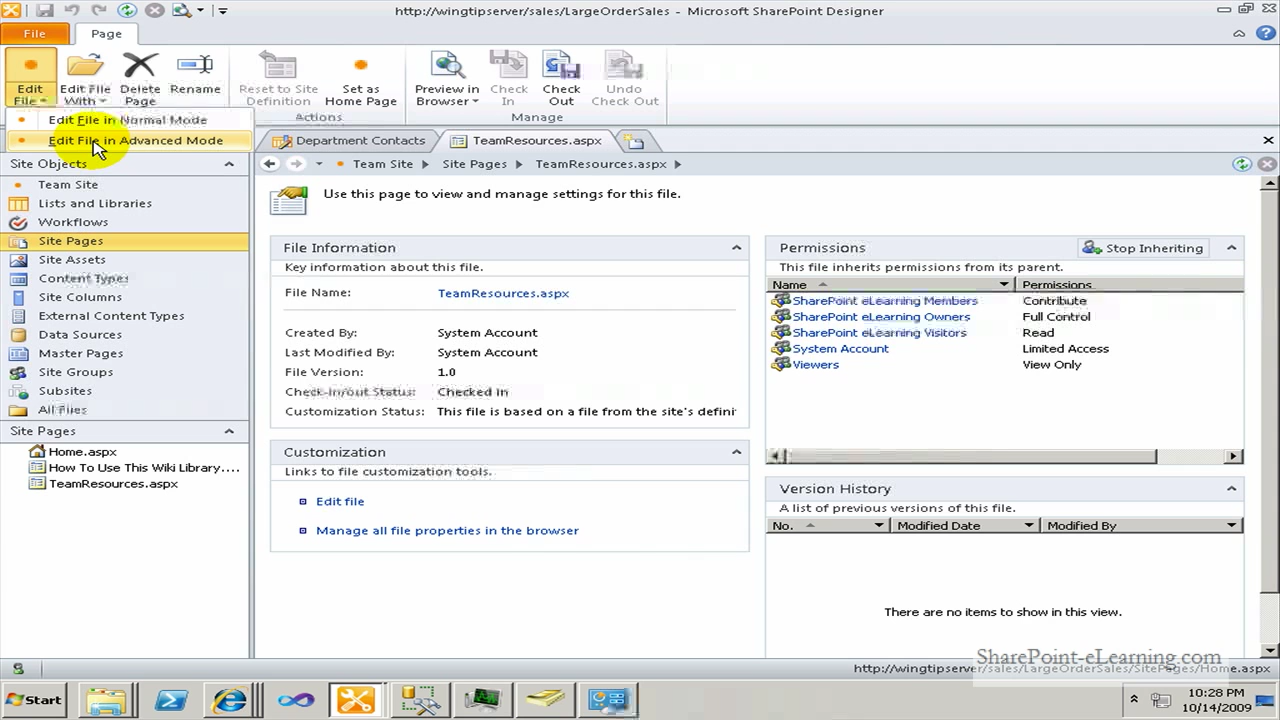 http://wingtipserver/sales/LargeOrderSales - Microsoft SharePoint Designer
File
Page
Edit File
Edit File With
Delete Page
Rename
Reset to Site Definition
Set as Home Page
Preview in Browser
Check In
Check Out
Undo Check Out
Actions
Manage
Edit File in Normal Mode
Edit File in Advanced Mode
Department Contacts
TeamResources.aspx
Team Site
Site Pages
TeamResources.aspx
Site Objects
Team Site
Lists and Libraries
Workflows
Site Pages
Site Assets
Content Types
Site Columns
External Content Types
Data Sources
Master Pages
Site Groups
Subsites
All Files
Site Pages
Home.aspx
How To Use This Wiki Library....
TeamResources.aspx
Use this page to view and manage settings for this file.
File Information
Key information about this file.
File Name: TeamResources.aspx
Created By: System Account
Last Modified By: System Account
File Version: 1.0
Check-in/out Status: Checked In
Customization Status: This file is based on a file from the site's defini
Customization
Links to file customization tools.
Edit file
Manage all file properties in the browser
Permissions
Stop Inheriting
This file inherits permissions from its parent.
Name Permissions
SharePoint eLearning Members Contribute
SharePoint eLearning Owners Full Control
SharePoint eLearning Visitors Read
System Account Limited Access
Viewers View Only
Version History
A list of previous versions of this file.
No. Modified Date Modified By
There are no items to show in this view.
SharePoint-eLearning.com
http://wingtipserver/sales/LargeOrderSales/SitePages/Home.aspx
Start
10:28 PM
10/14/2009